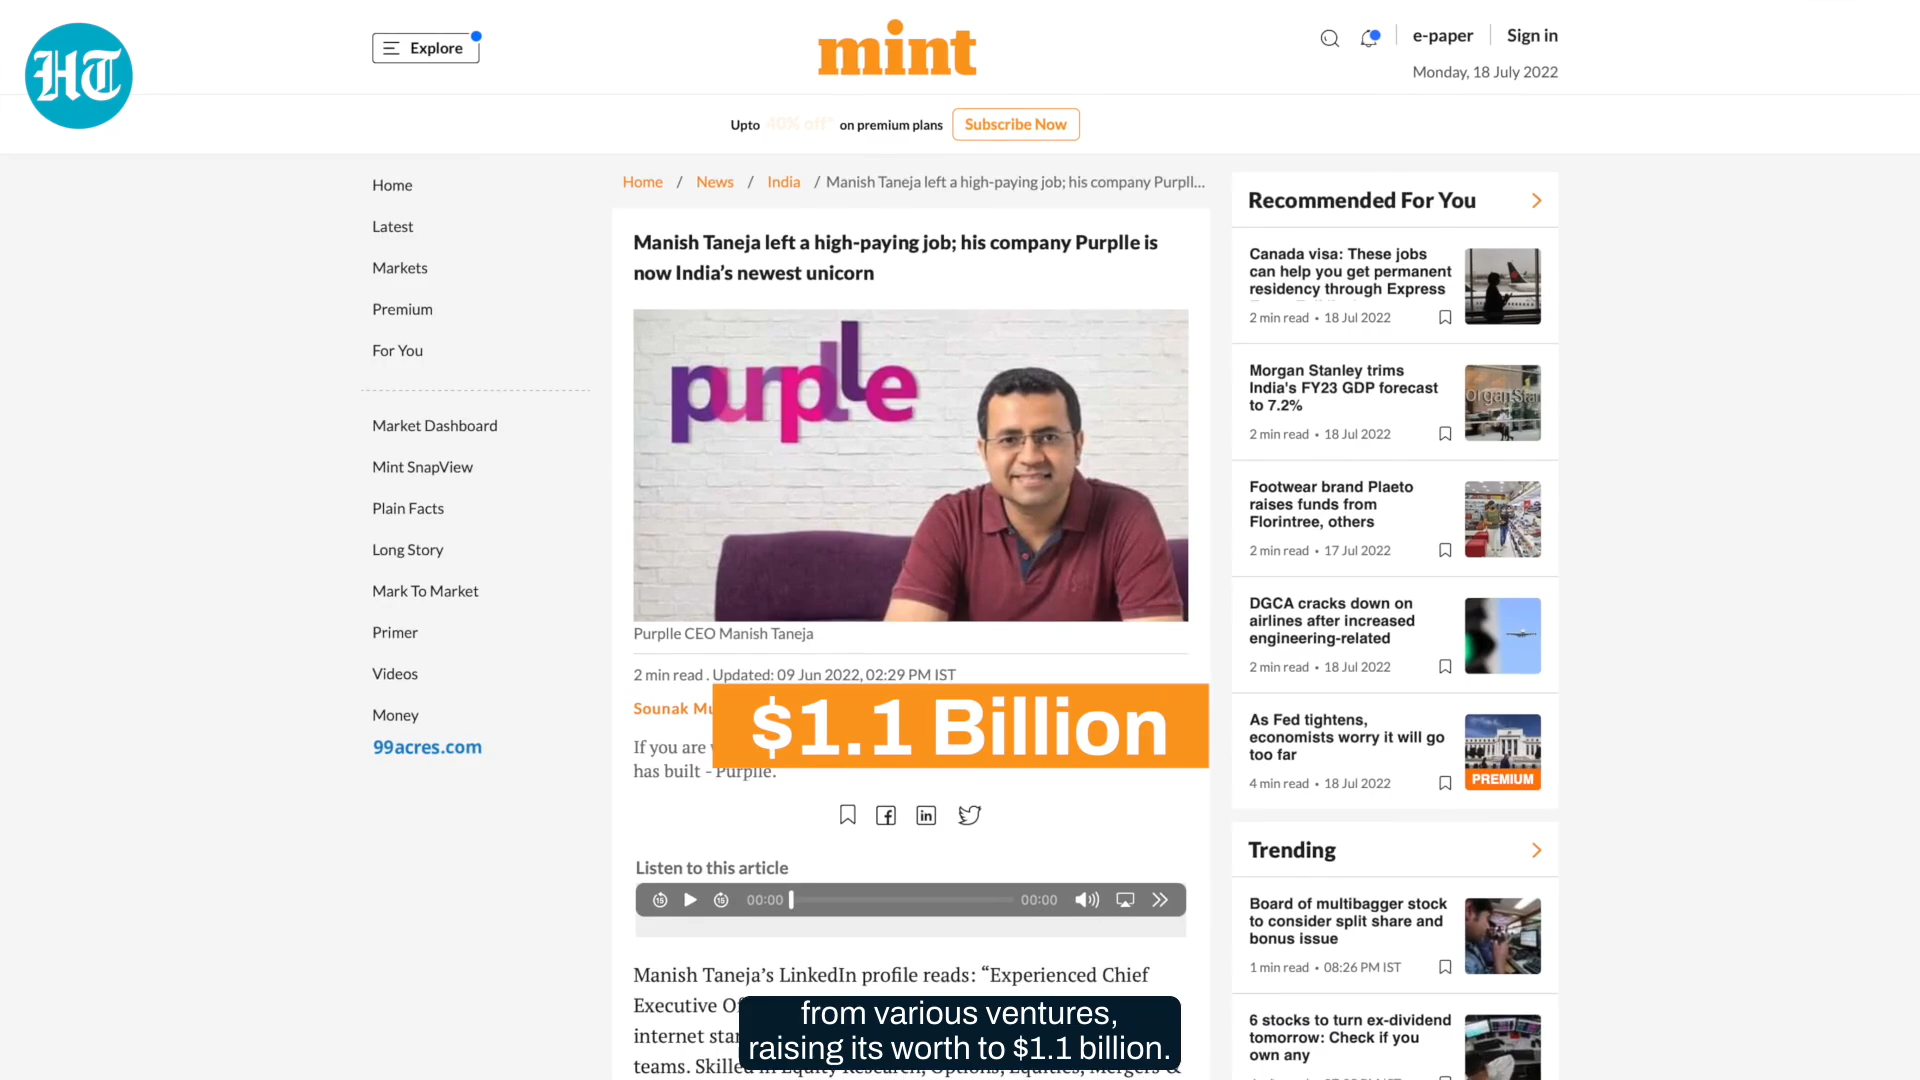 HT
Explore
mint
e-paper
Sign in
Monday, 18 July 2022
Upto 40% off* on premium plans
Subscribe Now
Home
Latest
Markets
Premium
For You
Market Dashboard
Mint SnapView
Plain Facts
Long Story
Mark To Market
Primer
Videos
Money
99acres.com
Home / News / India / Manish Taneja left a high-paying job; his company Purpll...
Manish Taneja left a high-paying job; his company Purplle is
now India's newest unicorn
purplle
Purplle CEO Manish Taneja
2 min read . Updated: 09 Jun 2022, 02:29 PM IST
Sounak
$1.1 Billion
If you are
has built - Purplle.
Listen to this article
15
15
00:00
00:00
Manish Taneja's LinkedIn profile reads: “Experienced Chief
Executive
internet
teams. Skilled in Equity Research, Options, Equities, Mergers &
from various ventures,
raising its worth to $1.1 billion.
Recommended For You
Canada visa: These jobs
can help you get permanent
residency through Express
2 min read • 18 Jul 2022
Morgan Stanley trims
India's FY23 GDP forecast
to 7.2%
2 min read • 18 Jul 2022
Footwear brand Plaeto
raises funds from
Florintree, others
2 min read • 17 Jul 2022
DGCA cracks down on
airlines after increased
engineering-related
2 min read • 18 Jul 2022
As Fed tightens,
economists worry it will go
too far
4 min read • 18 Jul 2022
PREMIUM
Trending
Board of multibagger stock
to consider split share and
bonus issue
1 min read • 08:26 PM IST
6 stocks to turn ex-dividend
tomorrow: Check if you
own any